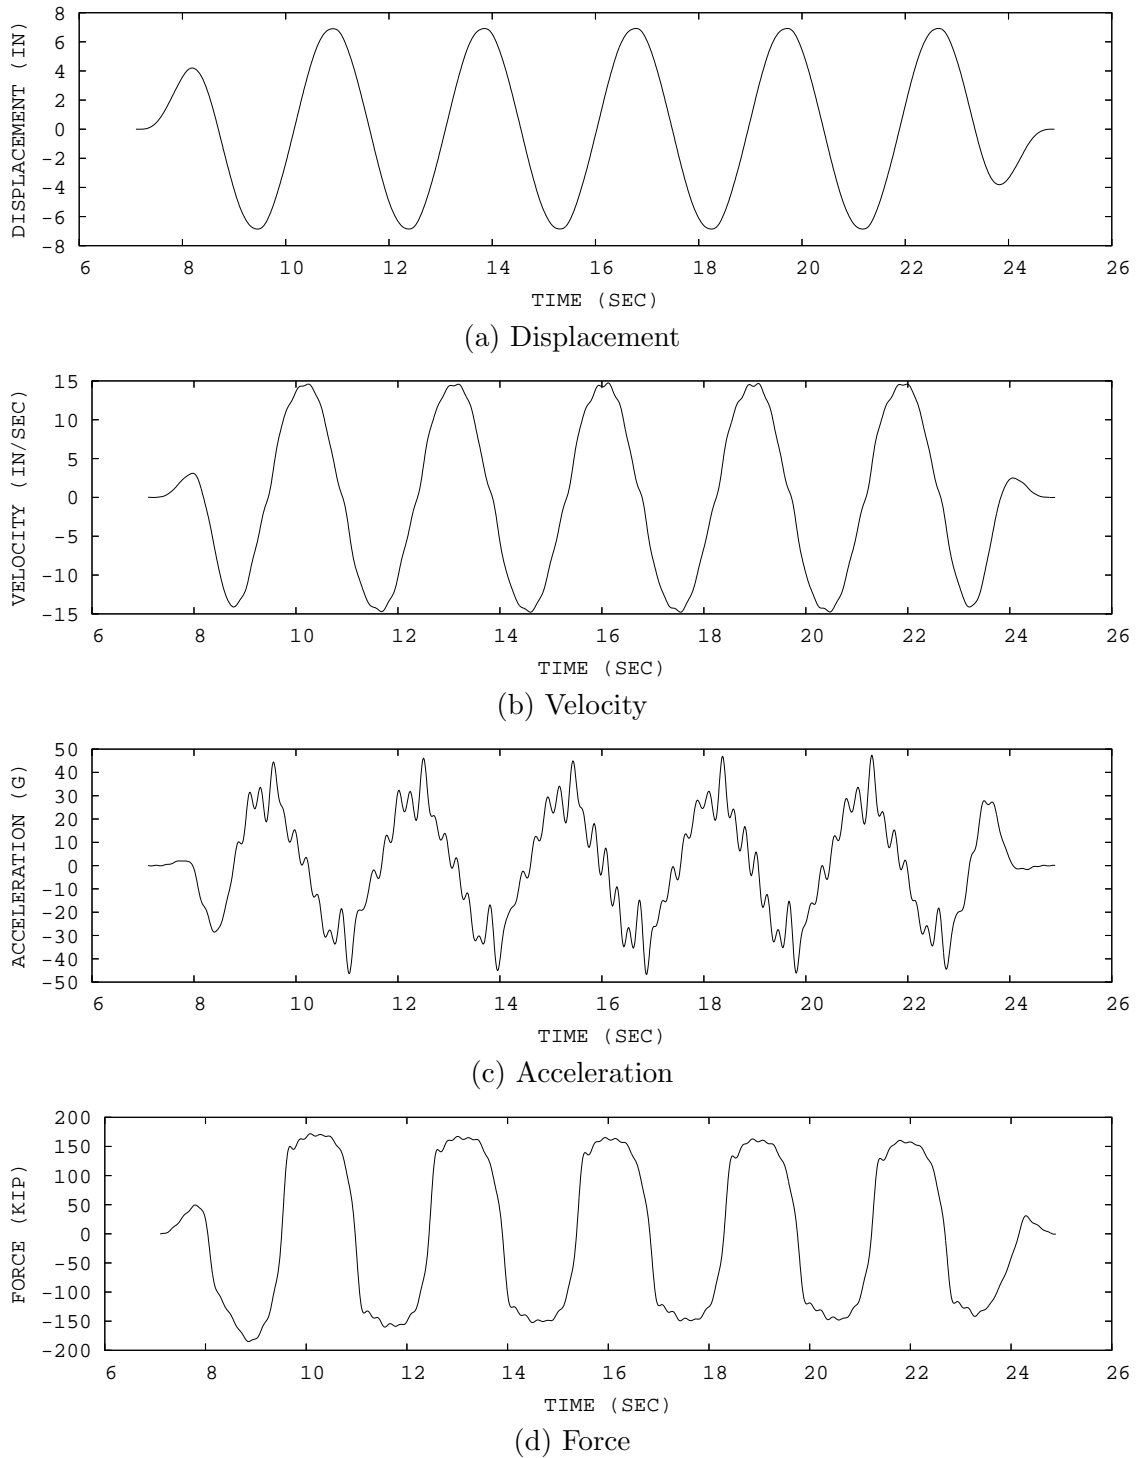 8
6
4
2
0
-2
-4
-6
-8
DISPLACEMENT (IN)
6 8 10 12 14 16 18 20 22 24 26
TIME (SEC)
(a) Displacement
15
10
5
0
-5
-10
-15
VELOCITY (IN/SEC)
6 8 10 12 14 16 18 20 22 24 26
TIME (SEC)
(b) Velocity
50
40
30
20
10
0
-10
-20
-30
-40
-50
ACCELERATION (G)
6 8 10 12 14 16 18 20 22 24 26
TIME (SEC)
(c) Acceleration
200
150
100
50
0
-50
-100
-150
-200
FORCE (KIP)
6 8 10 12 14 16 18 20 22 24 26
TIME (SEC)
(d) Force